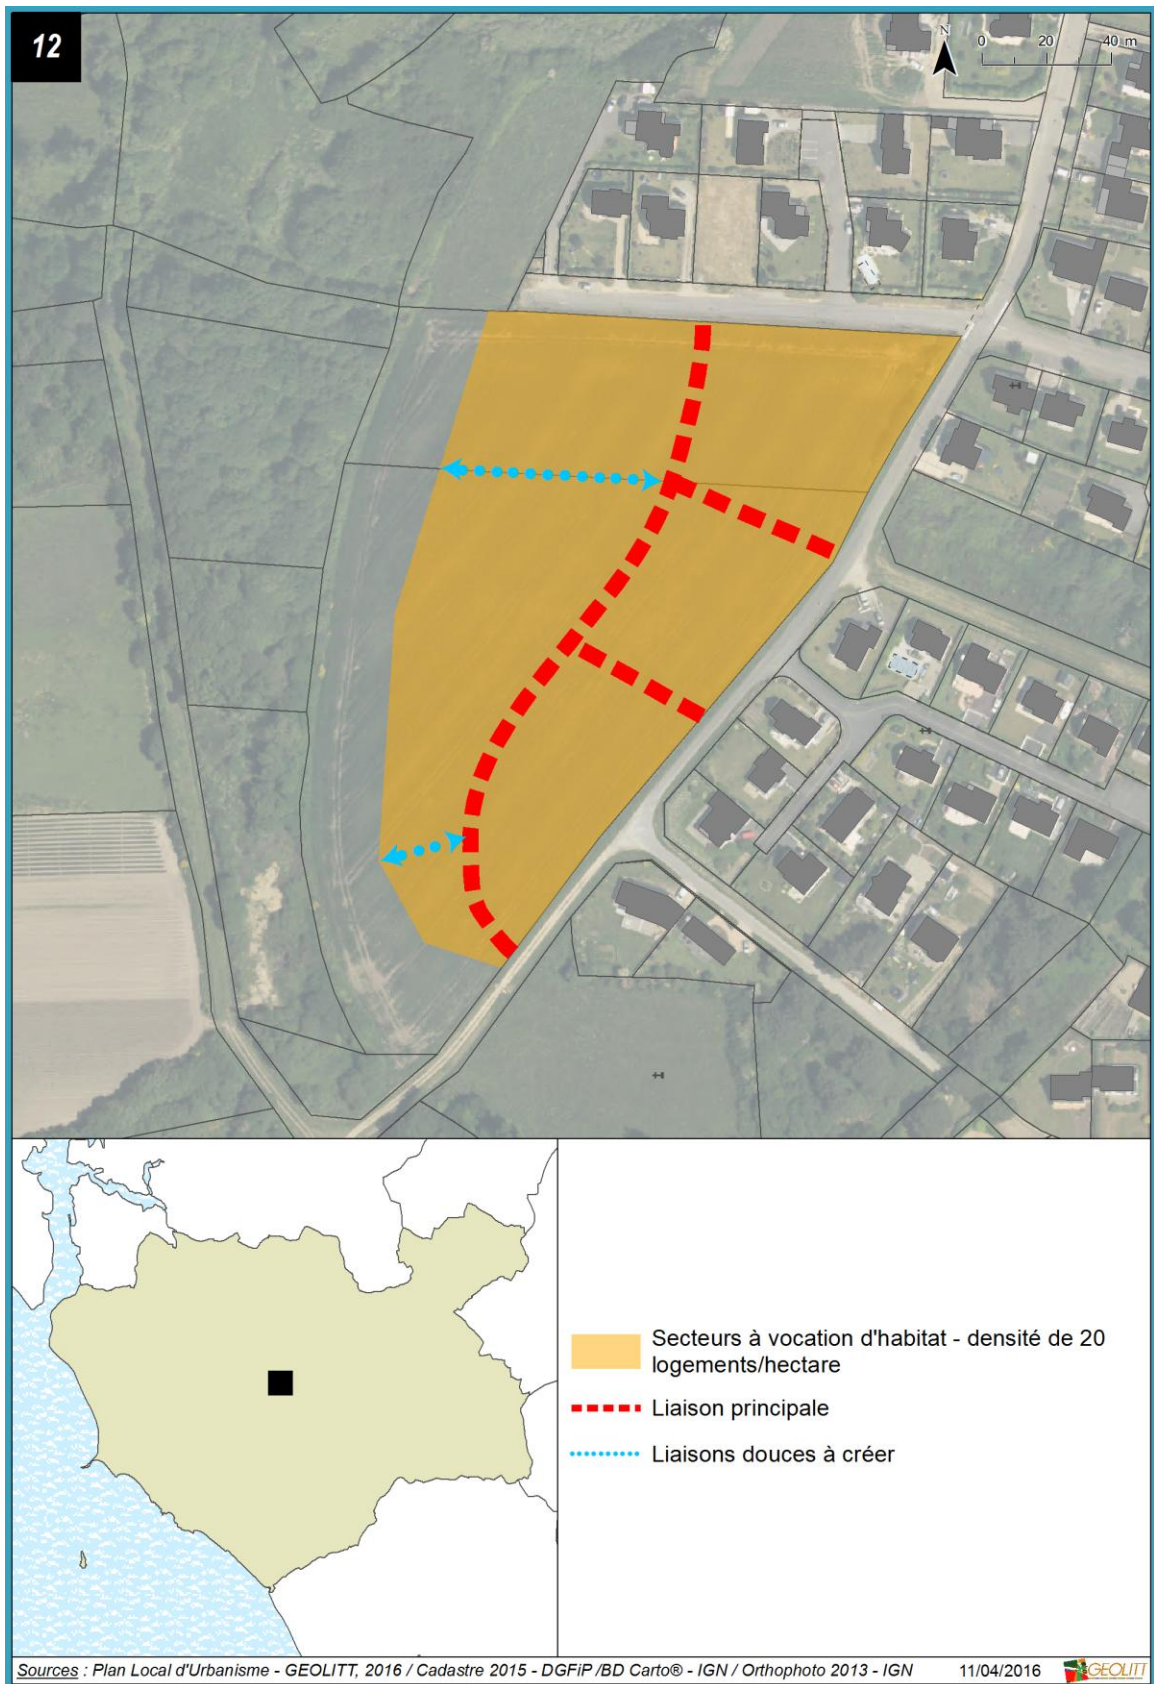 12
N
0 20 40 m
Secteurs à vocation d'habitat - densité de 20
logements/hectare
Liaison principale
Liaisons douces à créer
Sources : Plan Local d'Urbanisme - GEOLITT, 2016 / Cadastre 2015 - DGFiP /BD Carto® - IGN / Orthophoto 2013 - IGN 11/04/2016 GEOLITT